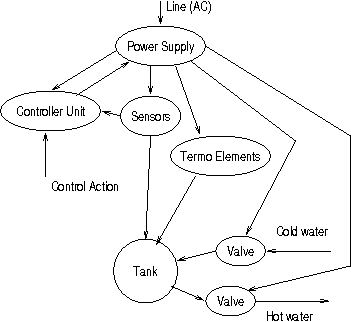 Line (AC)
Power Supply
Controller Unit
Sensors
Termo Elements
Control Action
Cold water
Valve
Tank
Valve
Hot water